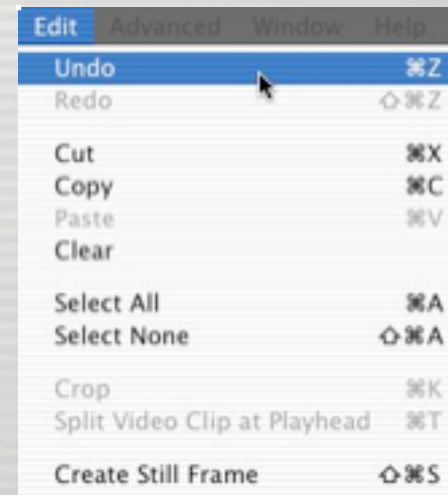 Edit Advanced Window Help
Undo ⌘Z
Redo ⇧⌘Z
Cut ⌘X
Copy ⌘C
Paste ⌘V
Clear
Select All ⌘A
Select None ⇧⌘A
Crop ⌘K
Split Video Clip at Playhead ⌘T
Create Still Frame ⇧⌘S